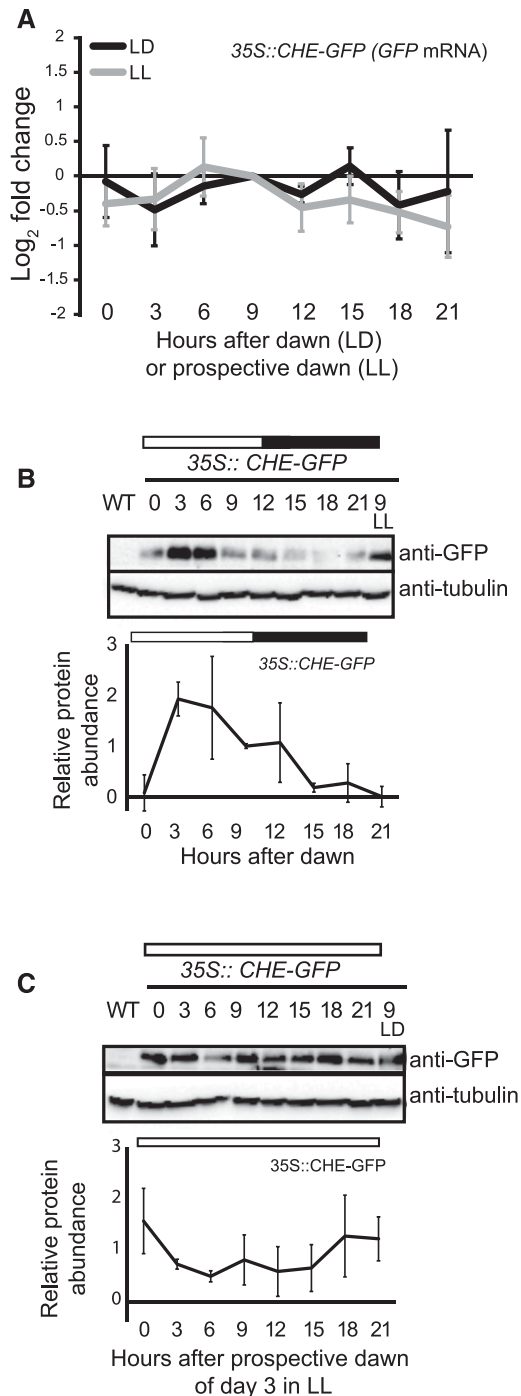 A
2
1.5
1
0.5
0
-0.5
-1
-1.5
-2
Log2 fold change
LD
LL
35S::CHE-GFP (GFP mRNA)
0 3 6 9 12 15 18 21
Hours after dawn (LD)
or prospective dawn (LL)
B
35S:: CHE-GFP
WT 0 3 6 9 12 15 18 21 9
LL
anti-GFP
anti-tubulin
35S::CHE-GFP
3
2
1
0
Relative protein
abundance
0 3 6 9 12 15 18 21
Hours after dawn
C
35S:: CHE-GFP
WT 0 3 6 9 12 15 18 21 9
LD
anti-GFP
anti-tubulin
35S::CHE-GFP
3
2
1
0
Relative protein
abundance
0 3 6 9 12 15 18 21
Hours after prospective dawn
of day 3 in LL